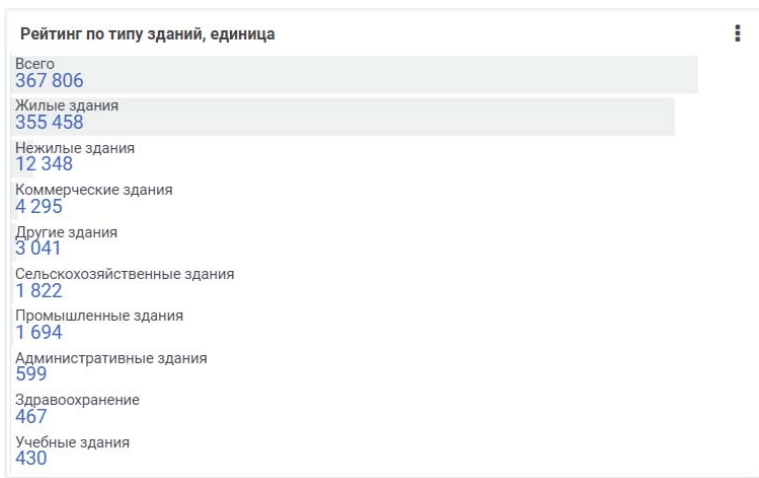 Рейтинг по типу зданий, единица
Всего
367 806
Жилые здания
355 458
Нежилые здания
12 348
Коммерческие здания
4 295
Другие здания
3 041
Сельскохозяйственные здания
1 822
Промышленные здания
1 694
Административные здания
599
Здравоохранение
467
Учебные здания
430